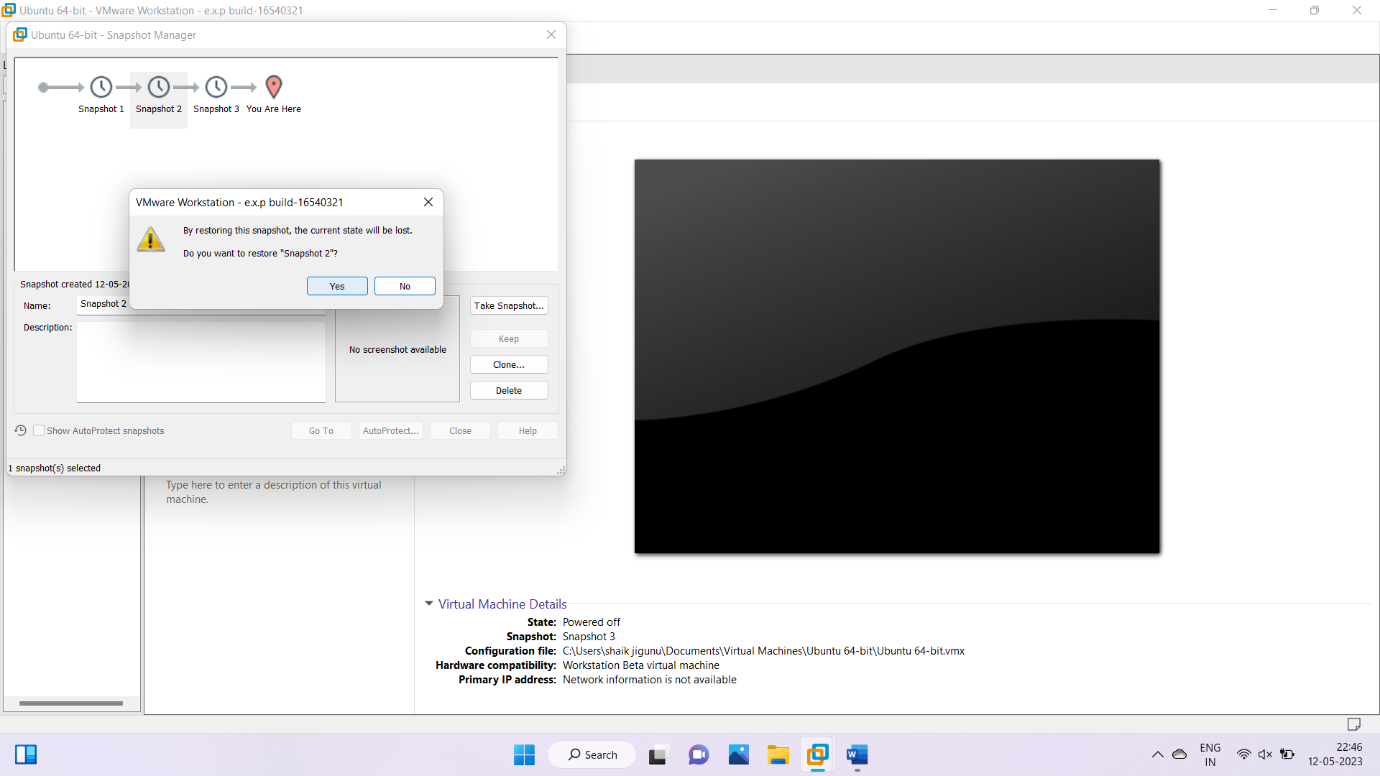 Ubuntu 64-bit - VMware Workstation - e.x.p build-16540321
Ubuntu 64-bit - Snapshot Manager
Snapshot 1
Snapshot 2
Snapshot 3
You Are Here
VMware Workstation - e.x.p build-16540321
By restoring this snapshot, the current state will be lost.
Do you want to restore "Snapshot 2"?
Yes
No
Snapshot created 12-05-20
Name:
Snapshot 2
Description:
No screenshot available
Take Snapshot...
Keep
Clone...
Delete
Show AutoProtect snapshots
Go To
AutoProtect...
Close
Help
1 snapshot(s) selected
Type here to enter a description of this virtual
machine.
Virtual Machine Details
State: Powered off
Snapshot: Snapshot 3
Configuration file: C:\Users\shaik jigunu\Documents\Virtual Machines\Ubuntu 64-bit\Ubuntu 64-bit.vmx
Hardware compatibility: Workstation Beta virtual machine
Primary IP address: Network information is not available
Search
ENG
IN
22:46
12-05-2023